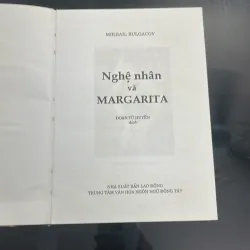 MIKHAIL BULGACOV
Nghệ nhân
và
MARGARITA
ĐOÀN TỬ HUYẾN
dịch
NHÀ XUẤT BẢN LAO ĐỘNG
TRUNG TÂM VĂN HÓA NGÔN NGỮ ĐÔNG TÂY